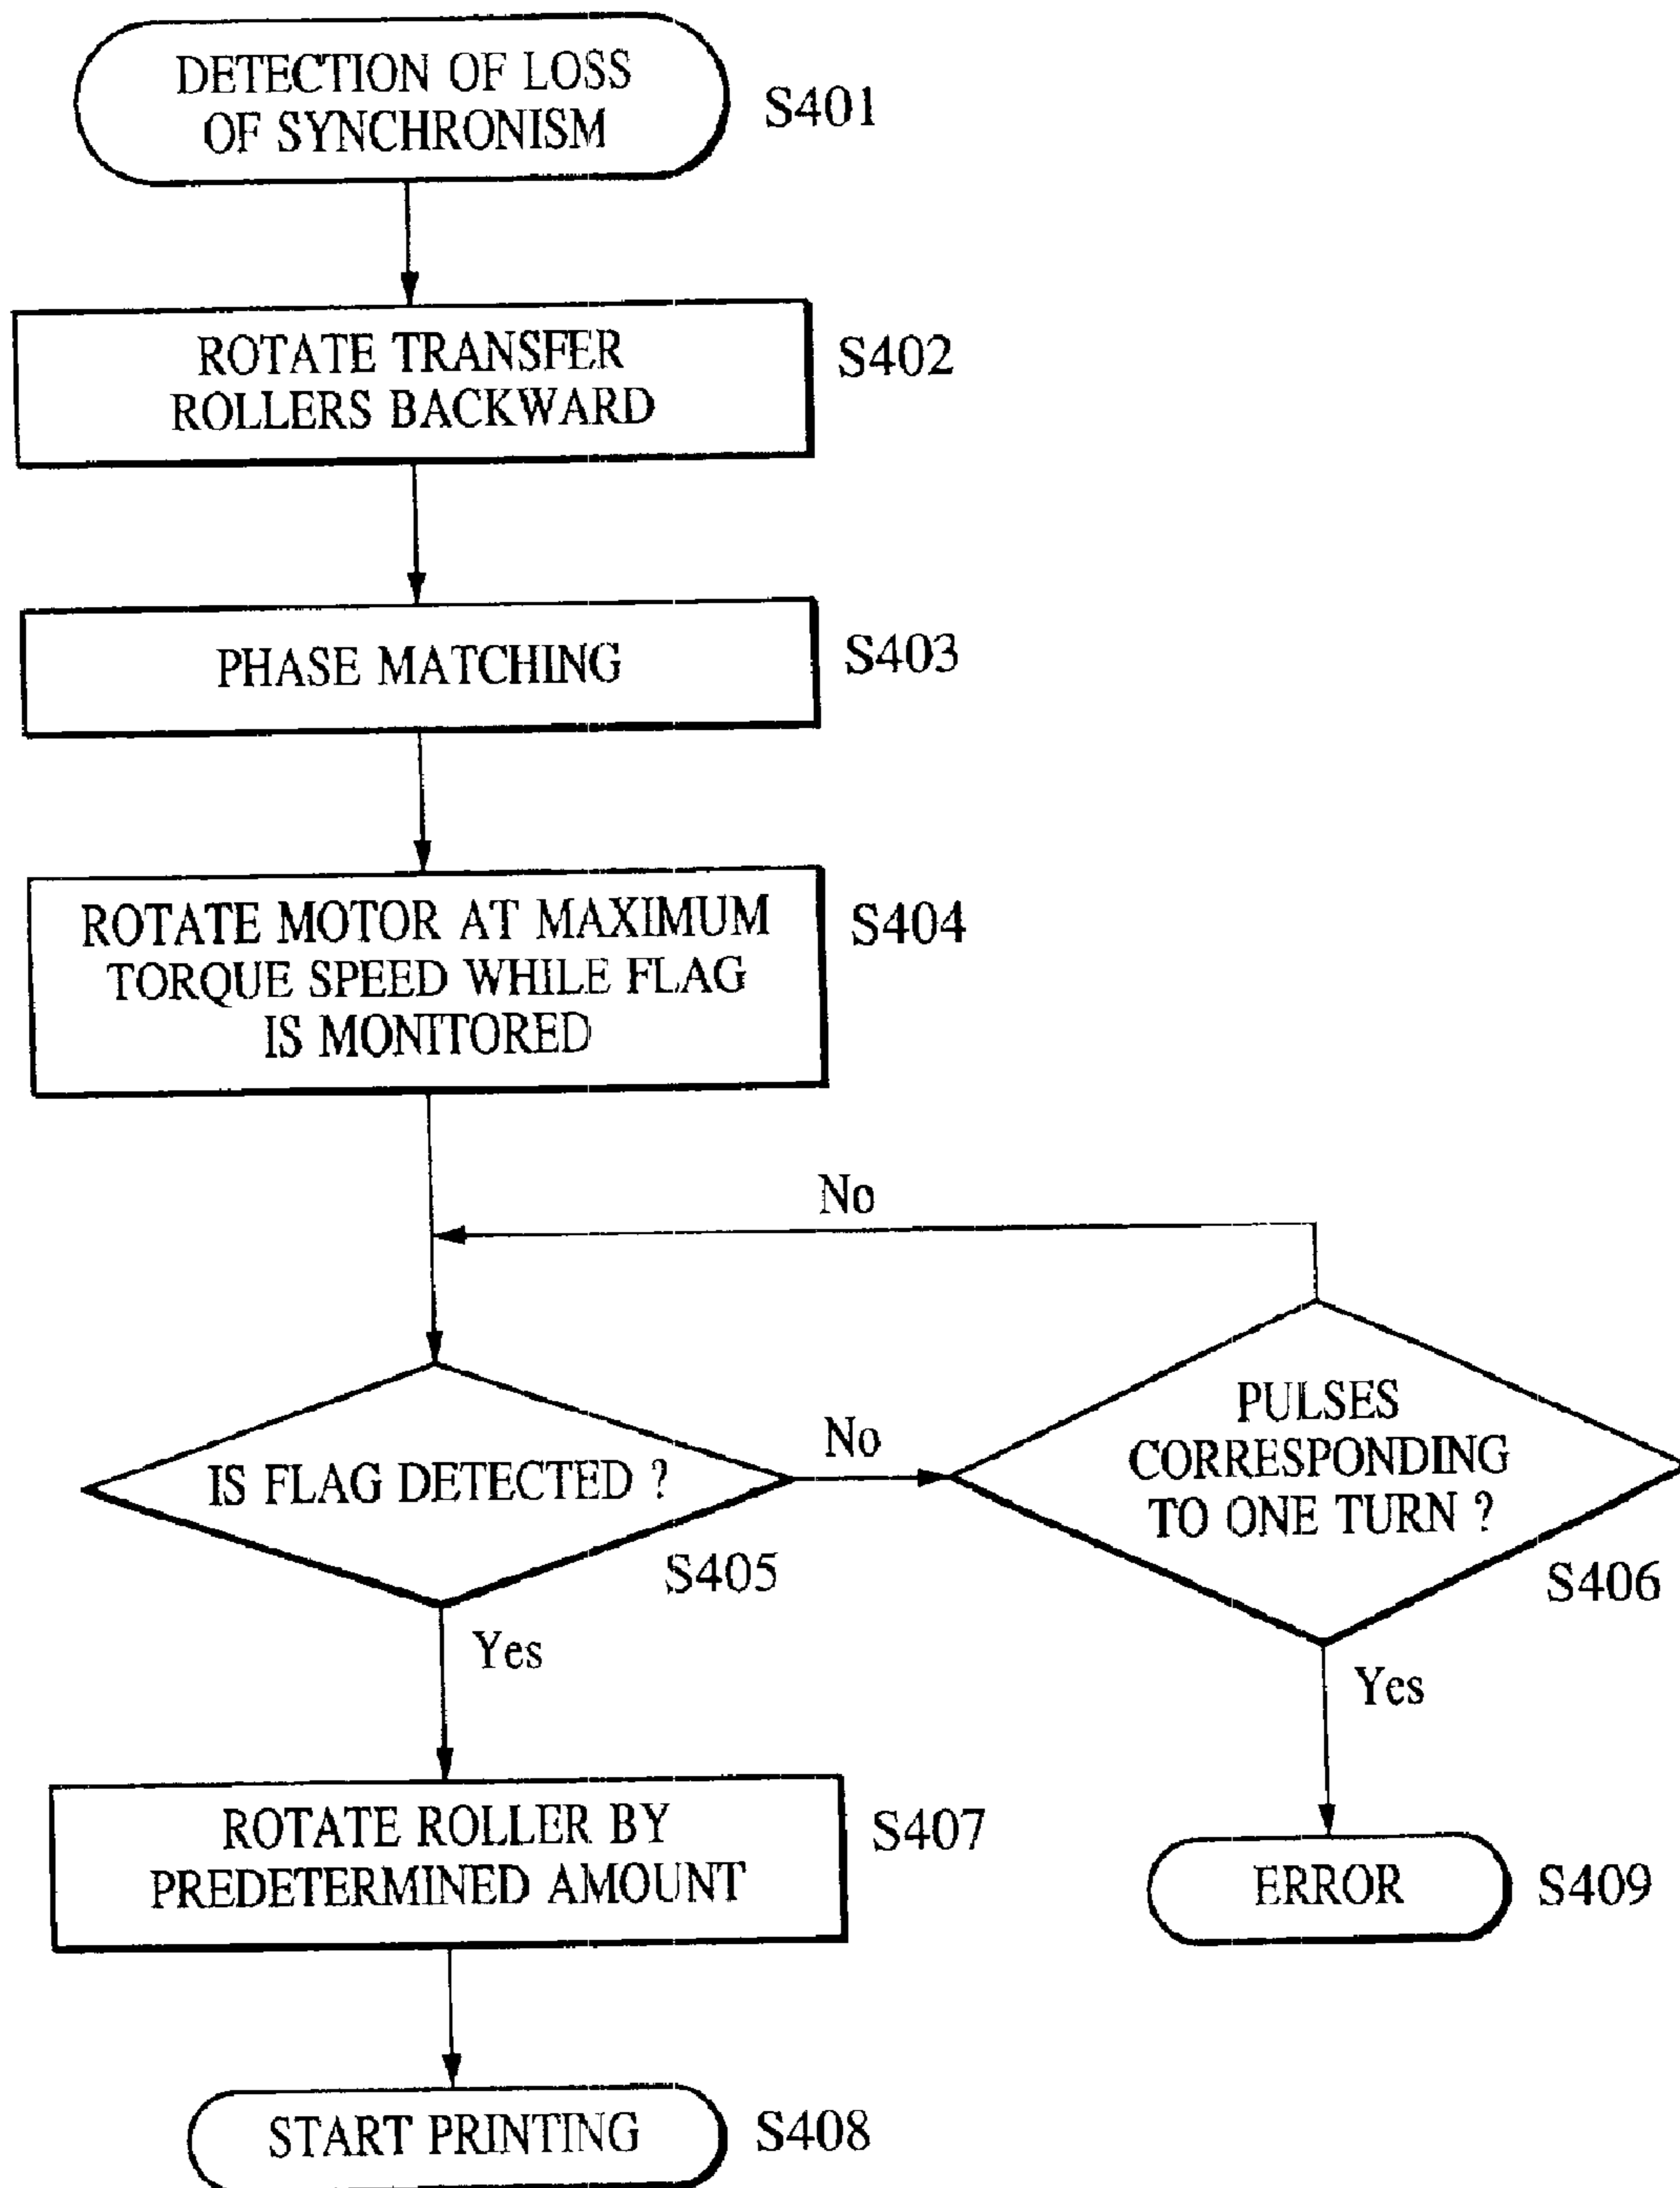 DETECTION OF LOSS
OF SYNCHRONISM
S401
ROTATE TRANSFER
ROLLERS BACKWARD
S402
PHASE MATCHING
S403
ROTATE MOTOR AT MAXIMUM
TORQUE SPEED WHILE FLAG
IS MONITORED
S404
No
IS FLAG DETECTED ?
S405
No
PULSES
CORRESPONDING
TO ONE TURN ?
S406
Yes
Yes
ROTATE ROLLER BY
PREDETERMINED AMOUNT
S407
ERROR
S409
START PRINTING
S408